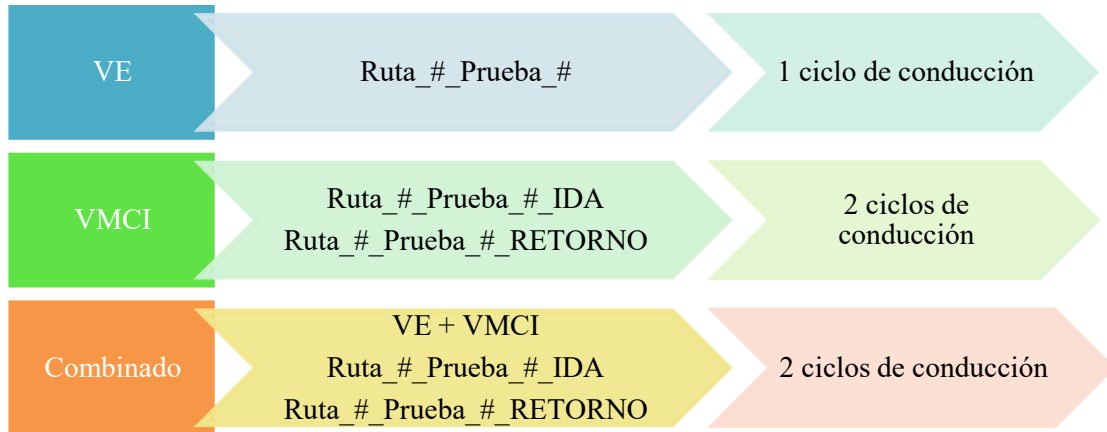 VE
Ruta_#_Prueba_#
1 ciclo de conducción
VMCI
Ruta_#_Prueba_#_IDA
Ruta_#_Prueba_#_RETORNO
2 ciclos de
conducción
Combinado
VE + VMCI
Ruta_#_Prueba_#_IDA
Ruta_#_Prueba_#_RETORNO
2 ciclos de conducción